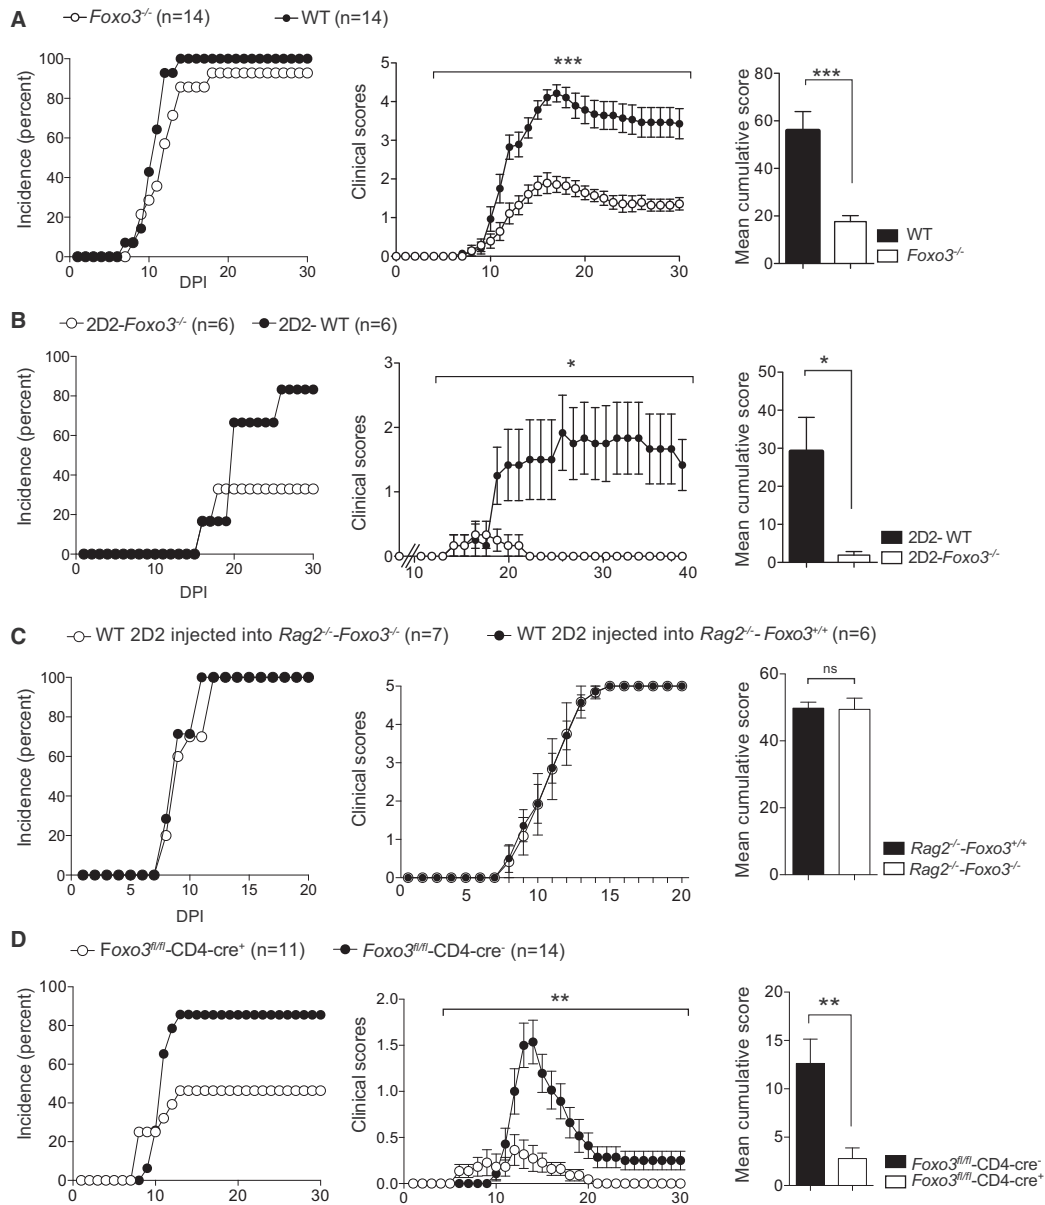 A
Foxo3-/- (n=14) WT (n=14)
Incidence (percent)
100
80
60
40
20
0
0 10 20 30
DPI
Clinical scores
5
4
3
2
1
0
***
0 10 20 30
Mean cumulative score
80
60
40
20
0
***
WT
Foxo3-/-
B
2D2-Foxo3-/- (n=6) 2D2- WT (n=6)
Incidence (percent)
100
80
60
40
20
0
0 10 20 30
DPI
Clinical scores
3
2
1
0
*
0 10 20 30 40
Mean cumulative score
50
40
30
20
10
0
*
2D2- WT
2D2-Foxo3-/-
C
WT 2D2 injected into Rag2-/--Foxo3-/- (n=7) WT 2D2 injected into Rag2-/-- Foxo3+/+ (n=6)
Incidence (percent)
100
80
60
40
20
0
0 5 10 15 20
DPI
Clinical scores
5
4
3
2
1
0
0 5 10 15 20
Mean cumulative score
60
40
20
0
ns
Rag2-/--Foxo3+/+
Rag2-/--Foxo3-/-
D
Foxo3fl/fl-CD4-cre+ (n=11) Foxo3fl/fl-CD4-cre- (n=14)
Incidence (percent)
100
80
60
40
20
0
0 10 20 30
Clinical scores
2.0
1.5
1.0
0.5
0.0
**
0 10 20 30
Mean cumulative score
20
15
10
5
0
**
Foxo3fl/fl-CD4-cre-
Foxo3fl/fl-CD4-cre+